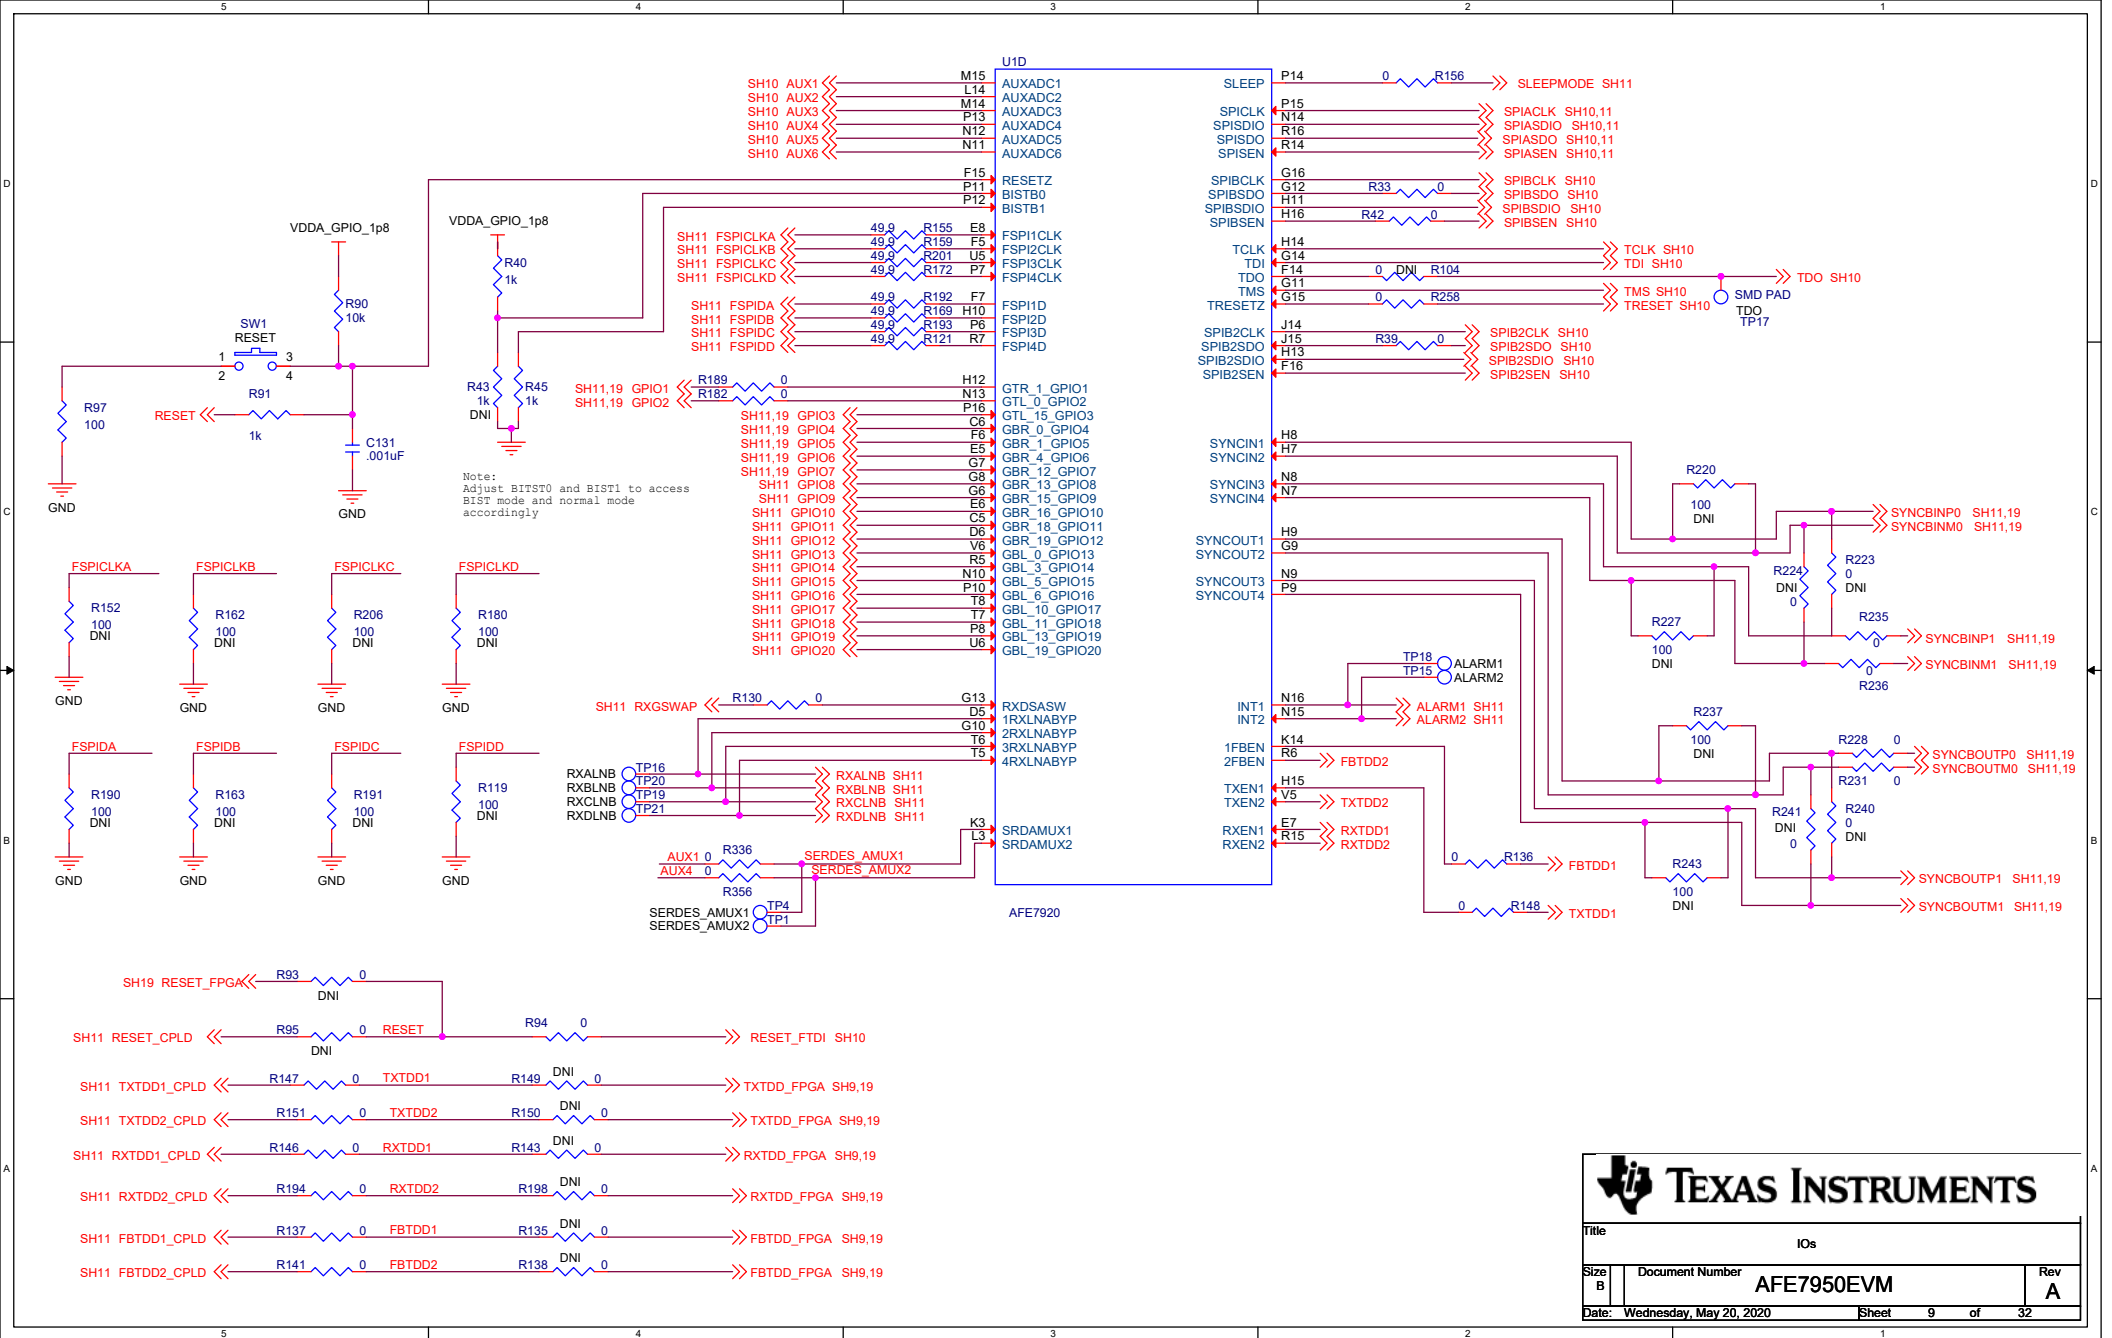 5 4 3 2 1
D
C
B
A
U1D
SH10 AUX1 M15 AUXADC1
SH10 AUX2 L14 AUXADC2
SH10 AUX3 M14 AUXADC3
SH10 AUX4 P13 AUXADC4
SH10 AUX5 N12 AUXADC5
SH10 AUX6 N11 AUXADC6
F15 RESETZ
P11 BISTB0
P12 BISTB1
SH11 FSPICLKA 49.9 R155 E8 FSPI1CLK
SH11 FSPICLKB 49.9 R159 F5 FSPI2CLK
SH11 FSPICLKC 49.9 R201 U5 FSPI3CLK
SH11 FSPICLKD 49.9 R172 P7 FSPI4CLK
SH11 FSPIDA 49.9 R192 F7 FSPI1D
SH11 FSPIDB 49.9 R169 H10 FSPI2D
SH11 FSPIDC 49.9 R193 P6 FSPI3D
SH11 FSPIDD 49.9 R121 R7 FSPI4D
SH11,19 GPIO1 R189 0 H12 GTR_1_GPIO1
SH11,19 GPIO2 R182 0 N13 GTL_0_GPIO2
SH11,19 GPIO3 P16 GTL_15_GPIO3
SH11,19 GPIO4 C6 GBR_0_GPIO4
SH11,19 GPIO5 F6 GBR_1_GPIO5
SH11,19 GPIO6 E5 GBR_4_GPIO6
SH11,19 GPIO7 G7 GBR_12_GPIO7
SH11 GPIO8 G8 GBR_13_GPIO8
SH11 GPIO9 G6 GBR_15_GPIO9
SH11 GPIO10 E6 GBR_16_GPIO10
SH11 GPIO11 C5 GBR_18_GPIO11
SH11 GPIO12 D6 GBR_19_GPIO12
SH11 GPIO13 V6 GBL_0_GPIO13
SH11 GPIO14 R5 GBL_3_GPIO14
SH11 GPIO15 N10 GBL_5_GPIO15
SH11 GPIO16 P10 GBL_6_GPIO16
SH11 GPIO17 T8 GBL_10_GPIO17
SH11 GPIO18 T7 GBL_11_GPIO18
SH11 GPIO19 P8 GBL_13_GPIO19
SH11 GPIO20 U6 GBL_19_GPIO20
SH11 RXGSWAP R130 0 G13 RXDSASW
D5 1RXLNABYP
G10 2RXLNABYP
T6 3RXLNABYP
T5 4RXLNABYP
RXALNB TP16 RXALNB SH11
RXBLNB TP20 RXBLNB SH11
RXCLNB TP19 RXCLNB SH11
RXDLNB TP21 RXDLNB SH11
K3 SRDAMUX1
L3 SRDAMUX2
AUX1 0 R336 SERDES_AMUX1
AUX4 0 R356 SERDES_AMUX2
SERDES_AMUX1 TP4
SERDES_AMUX2 TP1
AFE7920
SLEEP P14 0 R156 SLEEPMODE SH11
SPICLK P15 SPIACLK SH10,11
SPISDIO N14 SPIASDIO SH10,11
SPISDO R16 SPIASDO SH10,11
SPISEN R14 SPIASEN SH10,11
SPIBCLK G16 SPIBCLK SH10
SPIBSDO G12 R33 0 SPIBSDO SH10
SPIBSDIO H11 SPIBSDIO SH10
SPIBSEN H16 R42 0 SPIBSEN SH10
TCLK H14 TCLK SH10
TDI G14 TDI SH10
TDO F14 0 DNI R104 TDO SH10
TMS G11 TMS SH10
TRESETZ G15 0 R258 TRESET SH10
SMD PAD
TDO
TP17
SPIB2CLK J14 SPIB2CLK SH10
SPIB2SDO J15 R39 0 SPIB2SDO SH10
SPIB2SDIO H13 SPIB2SDIO SH10
SPIB2SEN F16 SPIB2SEN SH10
SYNCIN1 H8
SYNCIN2 H7
SYNCIN3 N8
SYNCIN4 N7
SYNCOUT1 H9
SYNCOUT2 G9
SYNCOUT3 N9
SYNCOUT4 P9
R220
100
DNI
SYNCBINP0 SH11,19
SYNCBINM0 SH11,19
R224
DNI
0
R223
0
DNI
R227
100
DNI
R235
0
SYNCBINP1 SH11,19
SYNCBINM1 SH11,19
0
R236
TP18 ALARM1
TP15 ALARM2
INT1 N16 ALARM1 SH11
INT2 N15 ALARM2 SH11
1FBEN K14
2FBEN R6 FBTDD2
TXEN1 H15
TXEN2 V5 TXTDD2
RXEN1 E7 RXTDD1
RXEN2 R15 RXTDD2
0 R136 FBTDD1
0 R148 TXTDD1
R237
100
DNI
R228 0 SYNCBOUTP0 SH11,19
R231 0 SYNCBOUTM0 SH11,19
R241
DNI
0
R240
0
DNI
R243
100
DNI
SYNCBOUTP1 SH11,19
SYNCBOUTM1 SH11,19
VDDA_GPIO_1p8
VDDA_GPIO_1p8
R90
10k
R40
1k
SW1
RESET
1 3
2 4
R97
100
R91
1k
RESET
C131
.001uF
R43
1k
DNI
R45
1k
GND
GND
Note:
Adjust BITST0 and BIST1 to access
BIST mode and normal mode
accordingly
FSPICLKA FSPICLKB FSPICLKC FSPICLKD
R152 R162 R206 R180
100 100 100 100
DNI DNI DNI DNI
GND GND GND GND
FSPIDA FSPIDB FSPIDC FSPIDD
R190 R163 R191 R119
100 100 100 100
DNI DNI DNI DNI
GND GND GND GND
SH19 RESET_FPGA R93 0
DNI
SH11 RESET_CPLD R95 0 RESET R94 0 RESET_FTDI SH10
DNI
SH11 TXTDD1_CPLD R147 0 TXTDD1 R149 DNI 0 TXTDD_FPGA SH9,19
SH11 TXTDD2_CPLD R151 0 TXTDD2 R150 DNI 0 TXTDD_FPGA SH9,19
SH11 RXTDD1_CPLD R146 0 RXTDD1 R143 DNI 0 RXTDD_FPGA SH9,19
SH11 RXTDD2_CPLD R194 0 RXTDD2 R198 DNI 0 RXTDD_FPGA SH9,19
SH11 FBTDD1_CPLD R137 0 FBTDD1 R135 DNI 0 FBTDD_FPGA SH9,19
SH11 FBTDD2_CPLD R141 0 FBTDD2 R138 DNI 0 FBTDD_FPGA SH9,19
TEXAS INSTRUMENTS
Title
IOs
Size Document Number Rev
B AFE7950EVM A
Date: Wednesday, May 20, 2020 Sheet 9 of 32
D
C
B
A
5 4 3 2 1